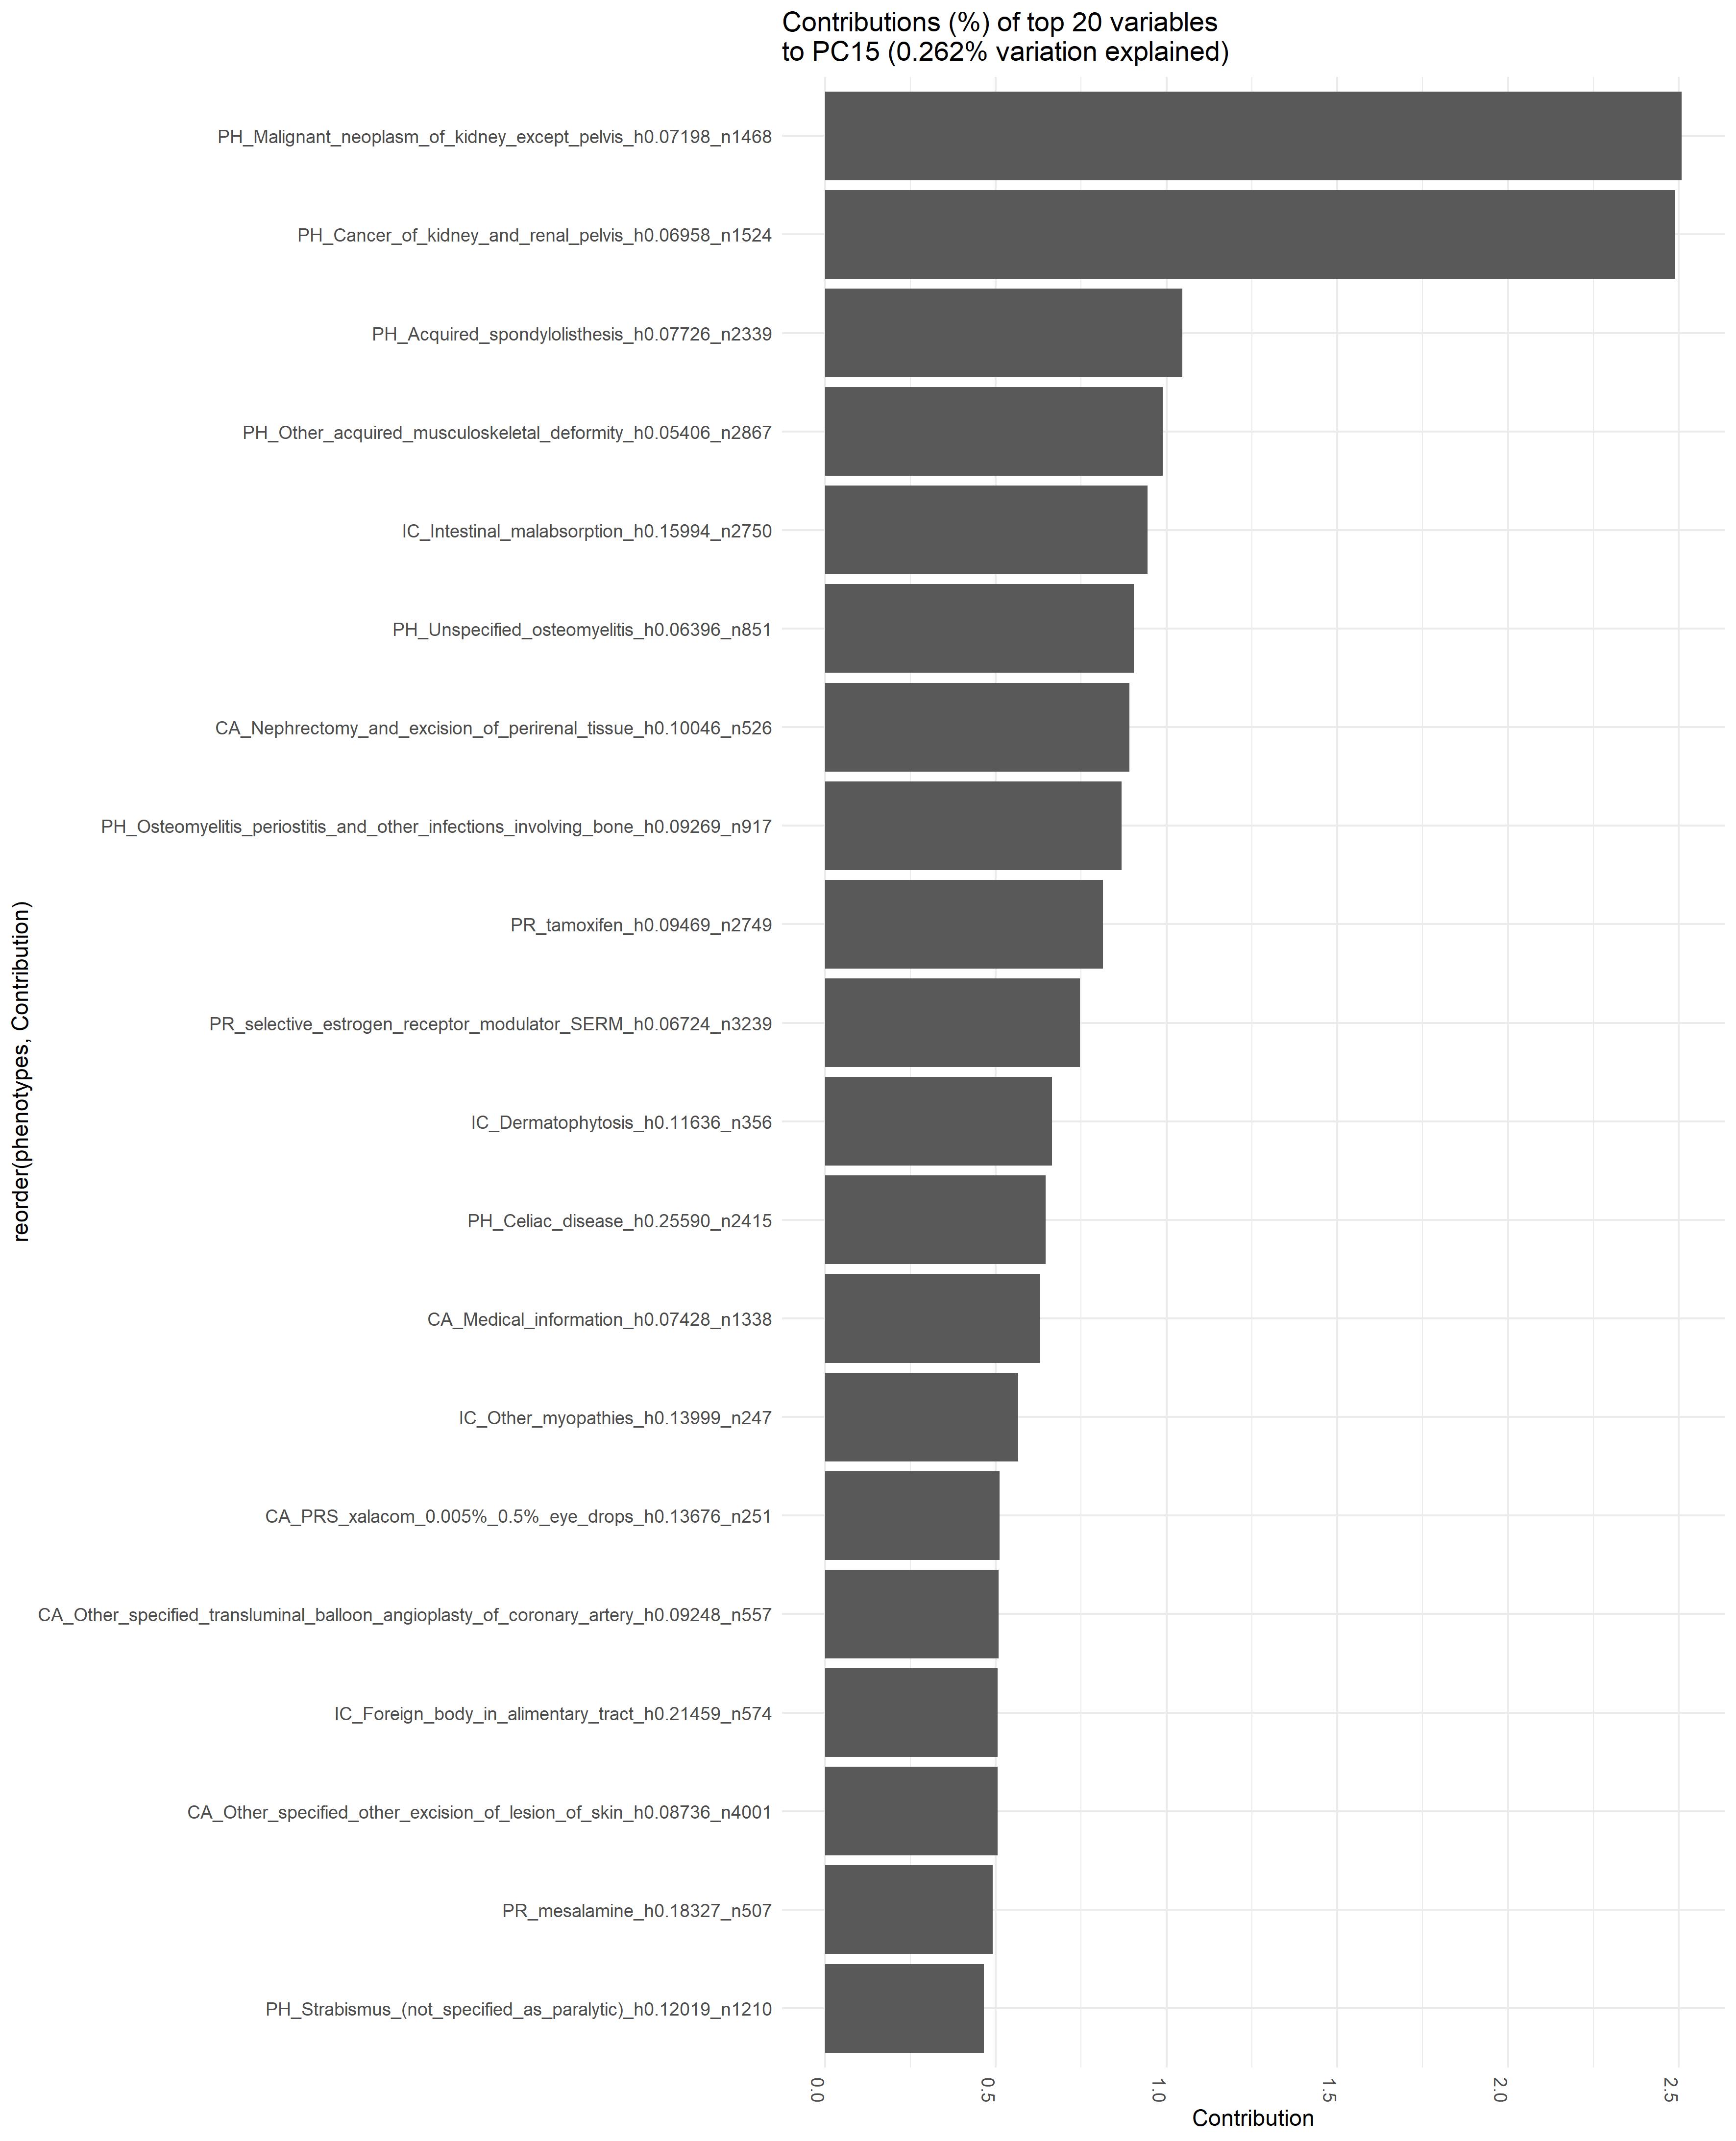 Contributions (%) of top 20 variables
to PC15 (0.262% variation explained)
PH_Malignant_neoplasm_of_kidney_except_pelvis_h0.07198_n1468
PH_Cancer_of_kidney_and_renal_pelvis_h0.06958_n1524
PH_Acquired_spondylolisthesis_h0.07726_n2339
PH_Other_acquired_musculoskeletal_deformity_h0.05406_n2867
IC_Intestinal_malabsorption_h0.15994_n2750
PH_Unspecified_osteomyelitis_h0.06396_n851
CA_Nephrectomy_and_excision_of_perirenal_tissue_h0.10046_n526
PH_Osteomyelitis_periostitis_and_other_infections_involving_bone_h0.09269_n917
PR_tamoxifen_h0.09469_n2749
PR_selective_estrogen_receptor_modulator_SERM_h0.06724_n3239
IC_Dermatophytosis_h0.11636_n356
PH_Celiac_disease_h0.25590_n2415
CA_Medical_information_h0.07428_n1338
IC_Other_myopathies_h0.13999_n247
CA_PRS_xalacom_0.005%_0.5%_eye_drops_h0.13676_n251
CA_Other_specified_transluminal_balloon_angioplasty_of_coronary_artery_h0.09248_n557
IC_Foreign_body_in_alimentary_tract_h0.21459_n574
CA_Other_specified_other_excision_of_lesion_of_skin_h0.08736_n4001
PR_mesalamine_h0.18327_n507
PH_Strabismus_(not_specified_as_paralytic)_h0.12019_n1210
reorder(phenotypes, Contribution)
0.0 0.5 1.0 1.5 2.0 2.5
Contribution